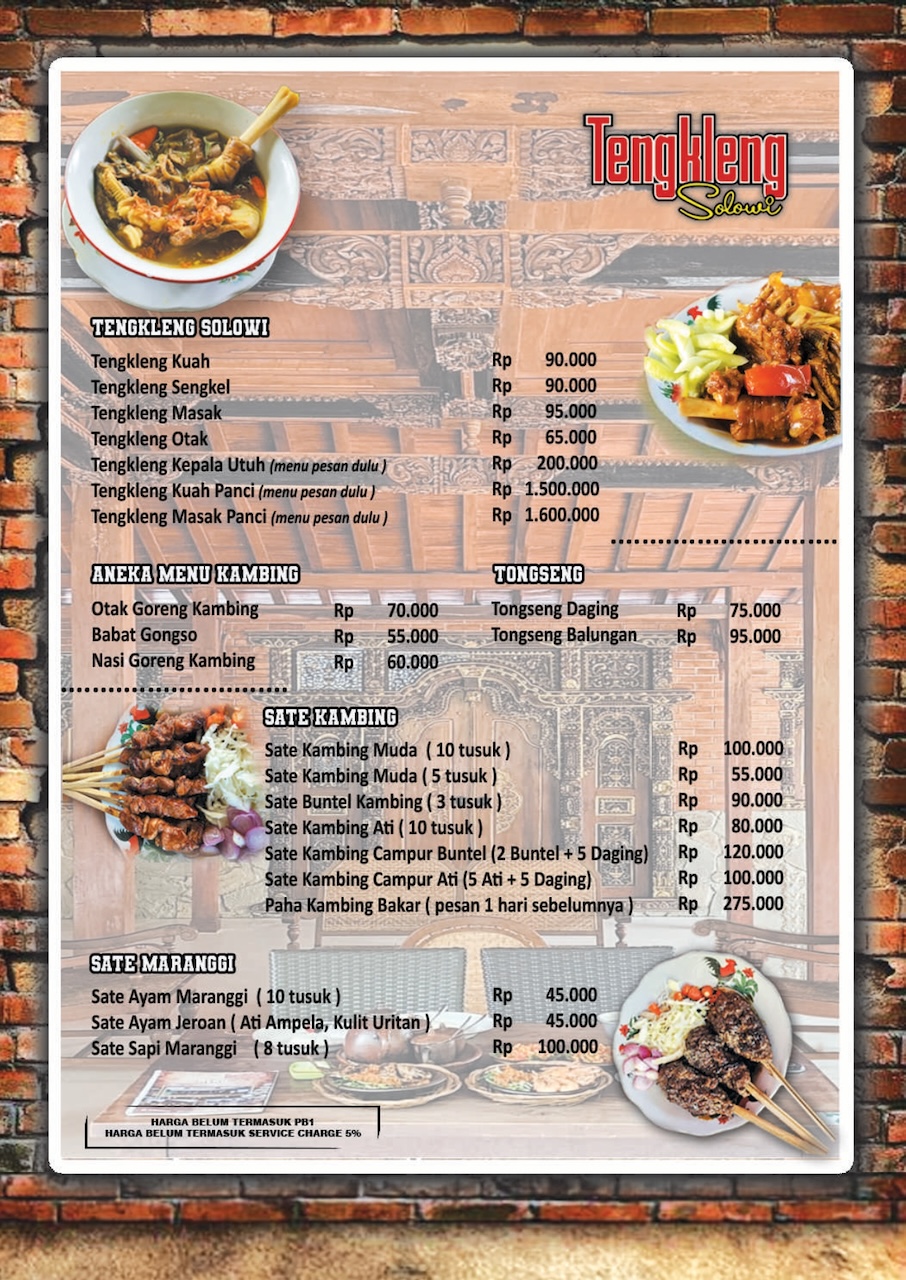 Tengkleng
Solowi
TENGKLENG SOLOWI
Tengkleng Kuah Rp 90.000
Tengkleng Sengkel Rp 90.000
Tengkleng Masak Rp 95.000
Tengkleng Otak Rp 65.000
Tengkleng Kepala Utuh (menu pesan dulu ) Rp 200.000
Tengkleng Kuah Panci (menu pesan dulu ) Rp 1.500.000
Tengkleng Masak Panci (menu pesan dulu ) Rp 1.600.000
ANEKA MENU KAMBING
Otak Goreng Kambing Rp 70.000
Babat Gongso Rp 55.000
Nasi Goreng Kambing Rp 60.000
TONGSENG
Tongseng Daging Rp 75.000
Tongseng Balungan Rp 95.000
SATE KAMBING
Sate Kambing Muda ( 10 tusuk ) Rp 100.000
Sate Kambing Muda ( 5 tusuk ) Rp 55.000
Sate Buntel Kambing ( 3 tusuk ) Rp 90.000
Sate Kambing Ati ( 10 tusuk ) Rp 80.000
Sate Kambing Campur Buntel (2 Buntel + 5 Daging) Rp 120.000
Sate Kambing Campur Ati (5 Ati + 5 Daging) Rp 100.000
Paha Kambing Bakar ( pesan 1 hari sebelumnya ) Rp 275.000
SATE MARANGGI
Sate Ayam Maranggi ( 10 tusuk ) Rp 45.000
Sate Ayam Jeroan ( Ati Ampela, Kulit Uritan ) Rp 45.000
Sate Sapi Maranggi ( 8 tusuk ) Rp 100.000
HARGA BELUM TERMASUK PB1
HARGA BELUM TERMASUK SERVICE CHARGE 5%